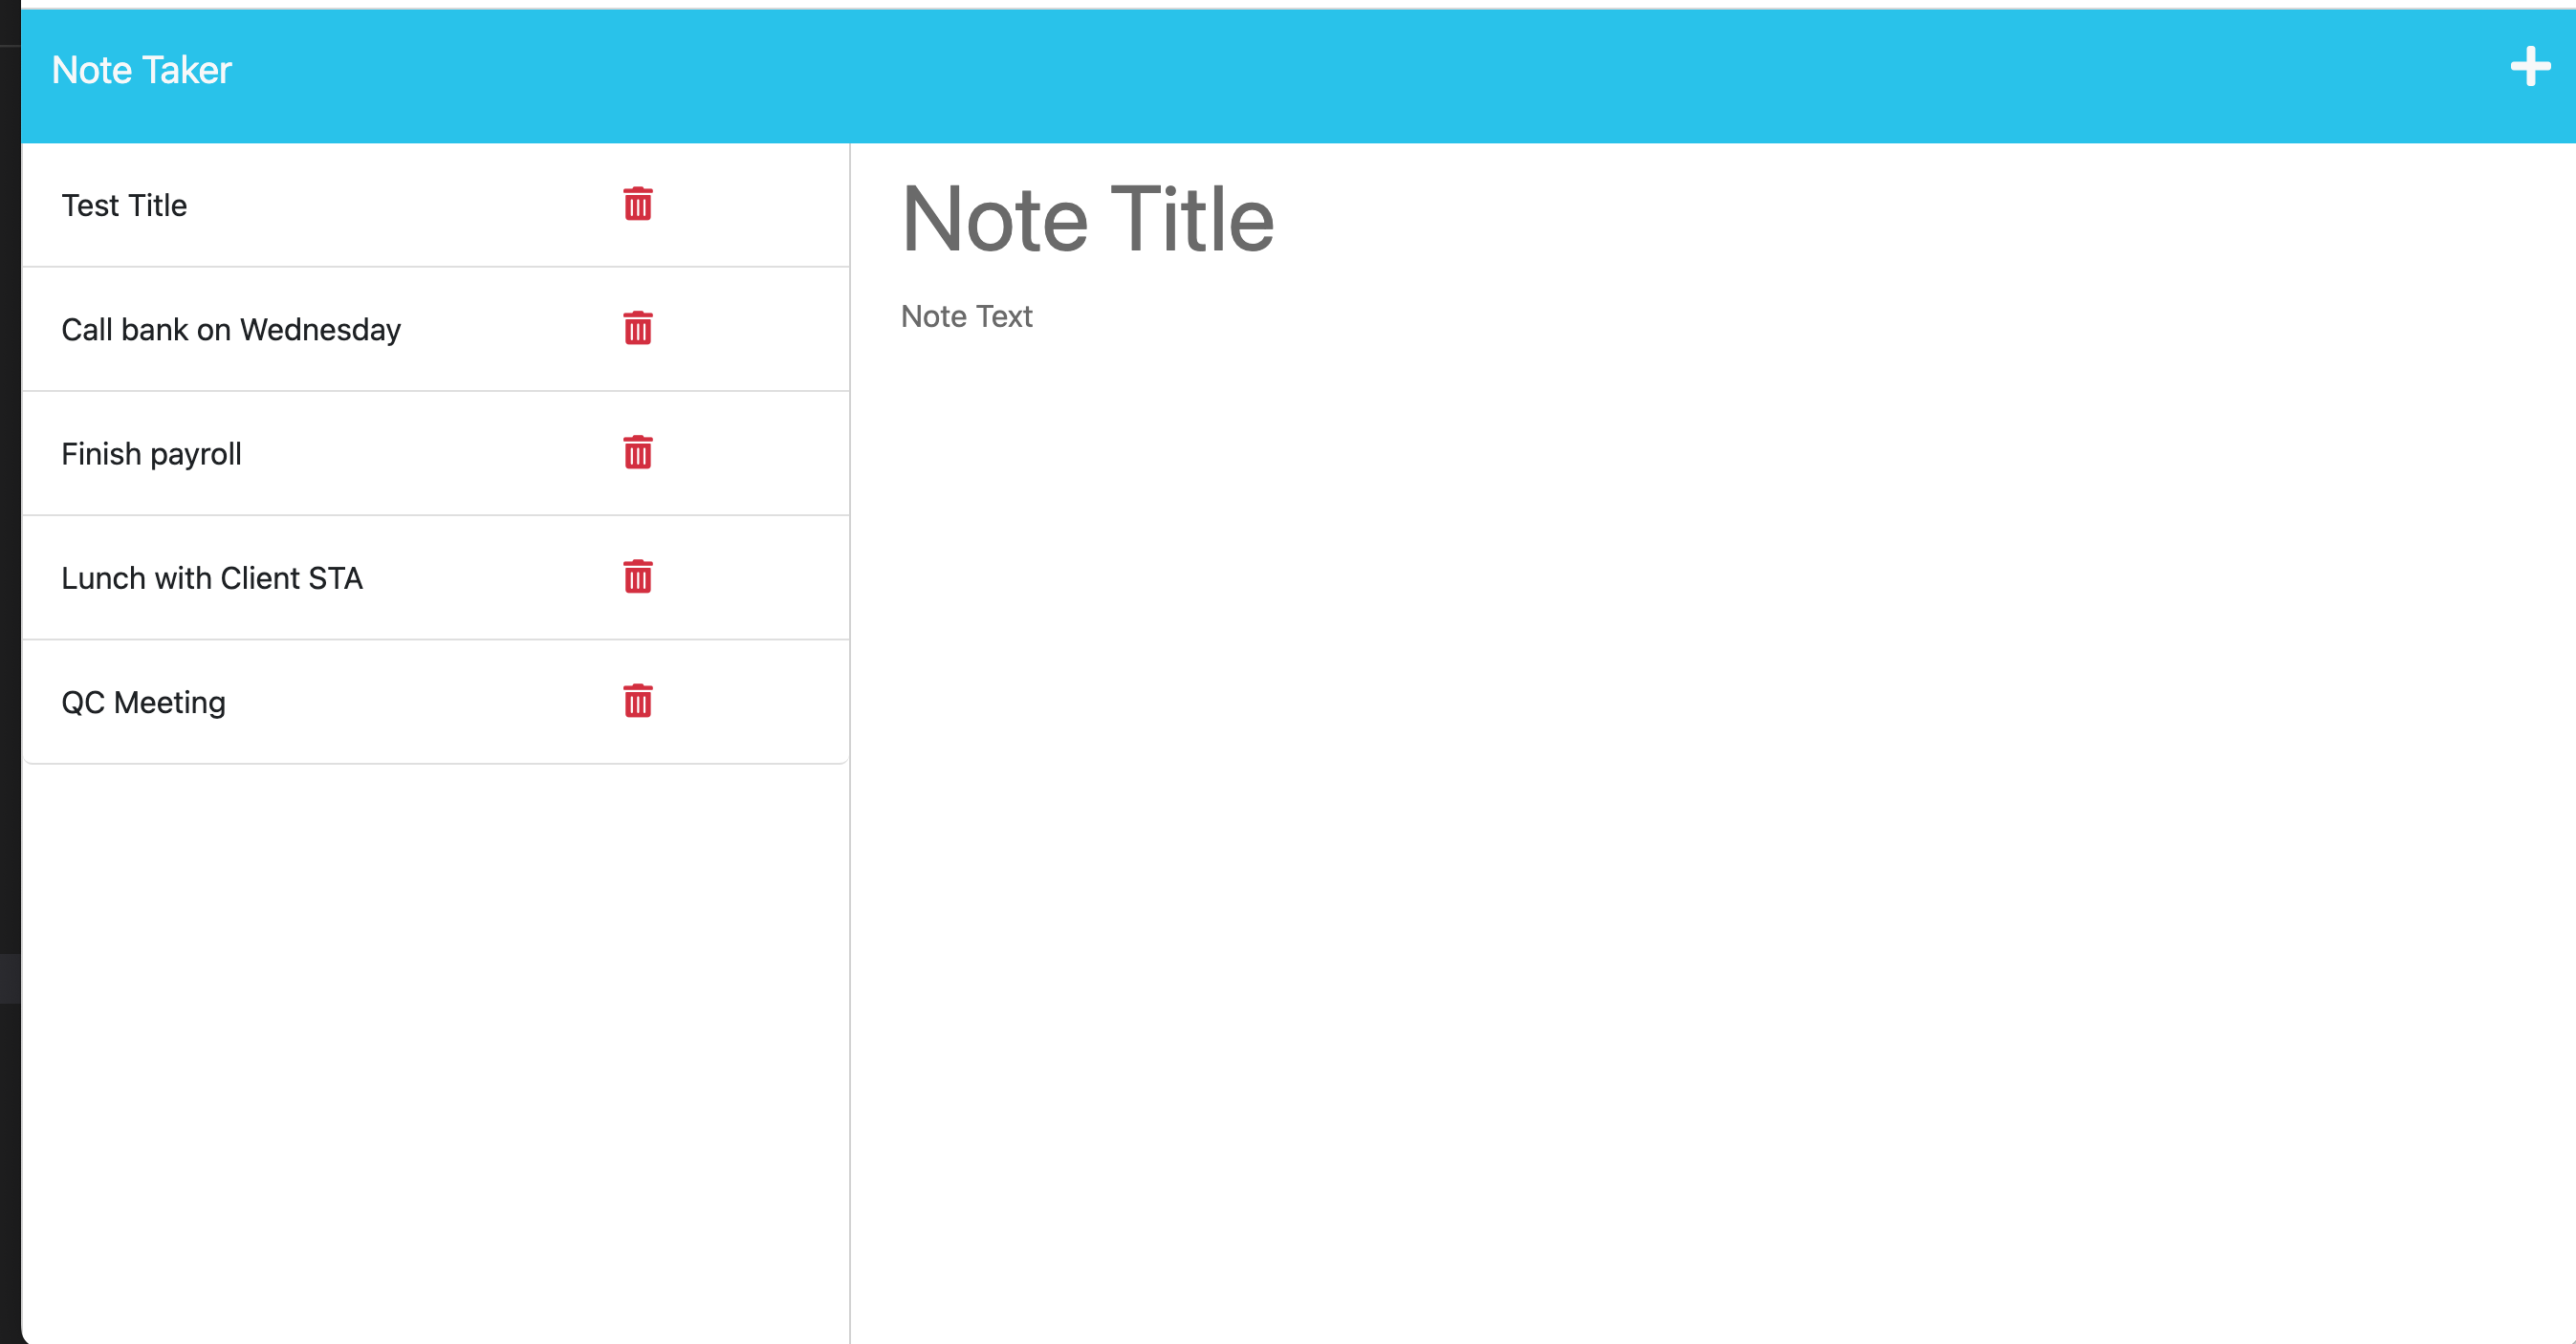 Note Taker
Test Title
Call bank on Wednesday
Finish payroll
Lunch with Client STA
QC Meeting
Note Title
Note Text